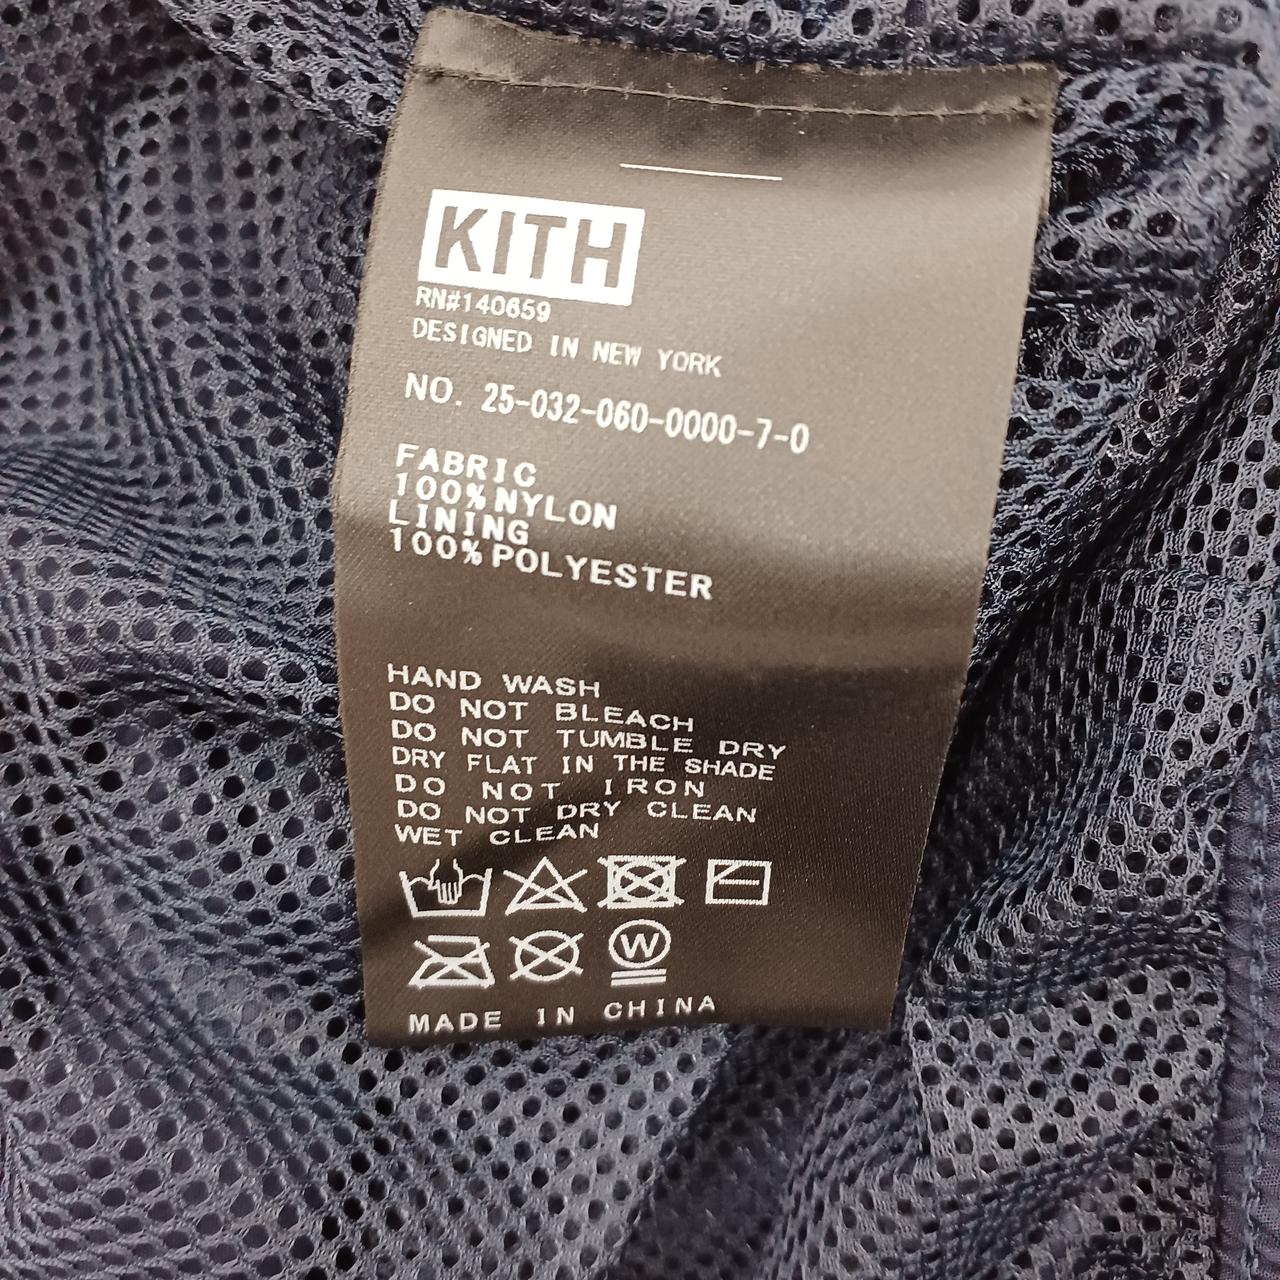 KITH
RN#140659
DESIGNED IN NEW YORK
NO. 25-032-060-0000-7-0
FABRIC
100%NYLON
LINING
100%POLYESTER
HAND WASH
DO NOT BLEACH
DO NOT TUMBLE DRY
DRY FLAT IN THE SHADE
DO NOT IRON
DO NOT DRY CLEAN
WET CLEAN
W
MADE IN CHINA